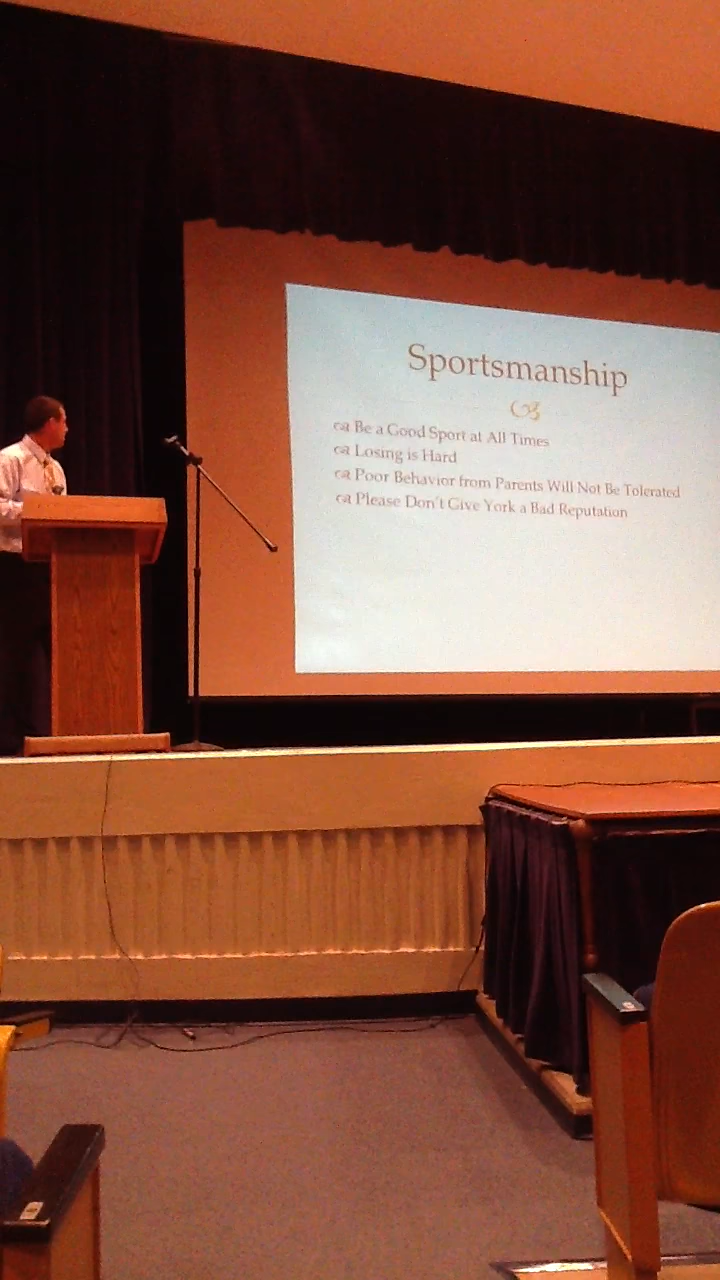 Sportsmanship
Be a Good Sport at All Times
Losing is Hard
Poor Behavior from Parents Will Not Be Tolerated
Please Don't Give York a Bad Reputation